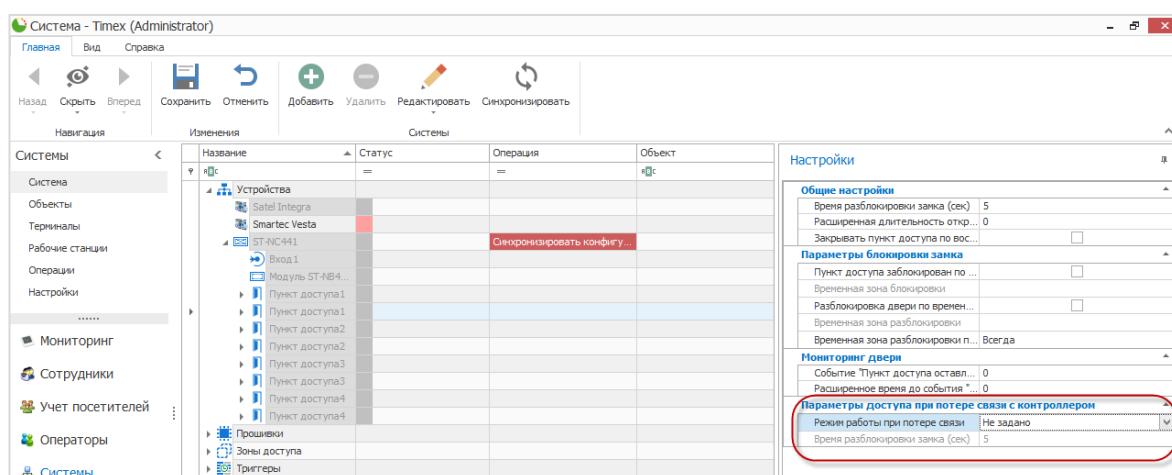 Система - Timex (Administrator)
Главная Вид Справка
Назад Скрыть Вперед Сохранить Отменить Добавить Удалить Редактировать Синхронизировать
Навигация Изменения Системы
Системы
Система
Объекты
Терминалы
Рабочие станции
Операции
Настройки
Мониторинг
Сотрудники
Учет посетителей
Операторы
Системы
Название Статус Операция Объект
= =
Устройства
Satel Integra
Smartec Vesta
ST-NC441 Синхронизировать конфигу...
Вход1
Модуль ST-NB4...
Пункт доступа1
Пункт доступа1
Пункт доступа2
Пункт доступа2
Пункт доступа3
Пункт доступа3
Пункт доступа4
Пункт доступа4
Прошивки
Зоны доступа
Триггеры
Настройки
Общие настройки
Время разблокировки замка (сек) 5
Расширенная длительность откр... 0
Закрывать пункт доступа по вос...
Параметры блокировки замка
Пункт доступа заблокирован по ...
Временная зона блокировки
Разблокировка двери по времен...
Временная зона разблокировки
Временная зона разблокировки п... Всегда
Мониторинг двери
Событие "Пункт доступа оставл... 0
Расширенное время до события "... 0
Параметры доступа при потере связи с контроллером
Режим работы при потере связи Не задано
Время разблокировки замка (сек) 5